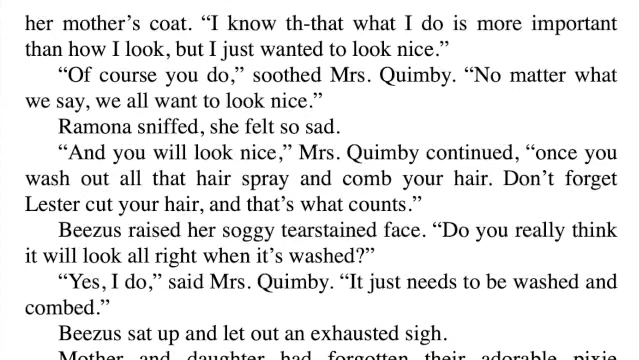 her mother’s coat. “I know th-that what I do is more important
than how I look, but I just wanted to look nice.”
“Of course you do,” soothed Mrs. Quimby. “No matter what
we say, we all want to look nice.”
Ramona sniffed, she felt so sad.
“And you will look nice,” Mrs. Quimby continued, “once you
wash out all that hair spray and comb your hair. Don’t forget
Lester cut your hair, and that’s what counts.”
Beezus raised her soggy tearstained face. “Do you really think
it will look all right when it’s washed?”
“Yes, I do,” said Mrs. Quimby. “It just needs to be washed and
combed.”
Beezus sat up and let out an exhausted sigh.
Mother and daughter had forgotten their adorable pixie